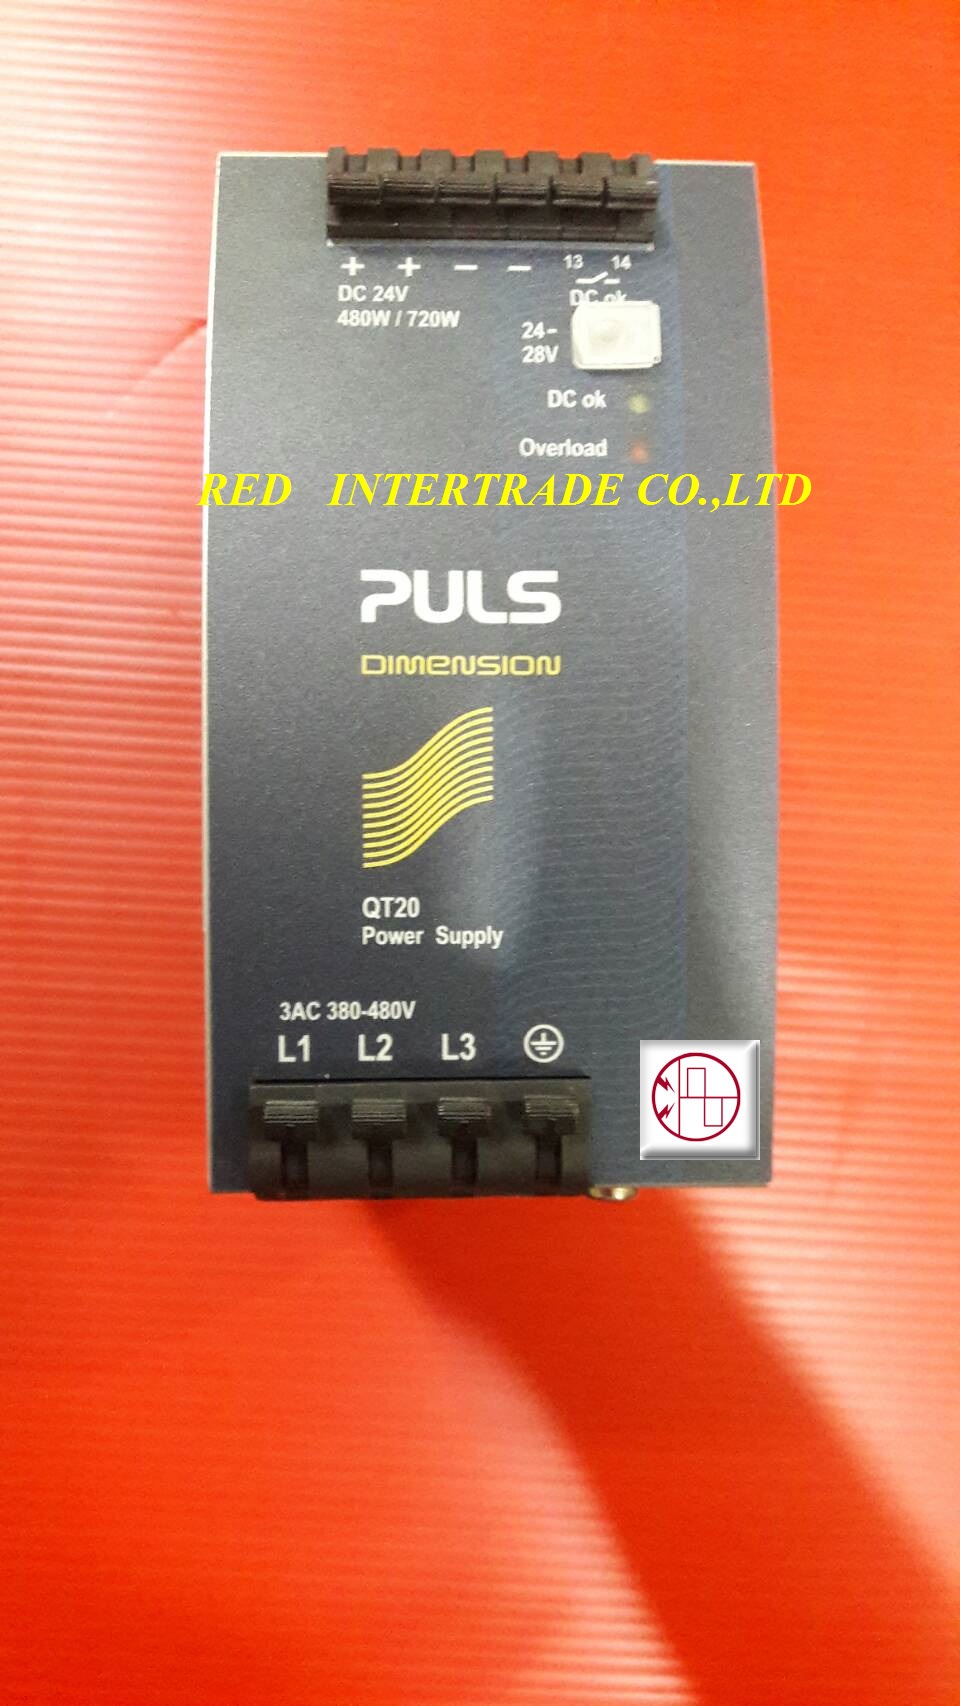 + + − − 13 14
DC 24V
480W / 720W
DC ok
24-
28V
DC ok
Overload
RED INTERTRADE CO.,LTD
PULS
DIMENSION
QT20
Power Supply
3AC 380-480V
L1 L2 L3